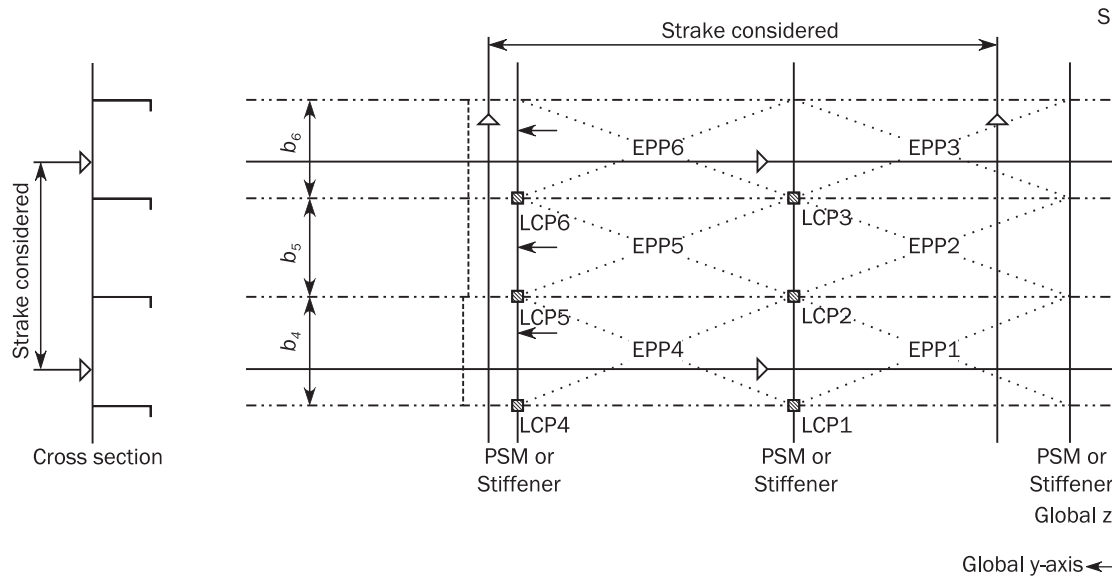 S
Strake considered
b6
EPP6
EPP3
Strake considered
LCP6
LCP3
b5
EPP5
EPP2
LCP5
LCP2
b4
EPP4
EPP1
LCP4
LCP1
Cross section
PSM or
Stiffener
PSM or
Stiffener
PSM or
Stiffener
Global z
Global y-axis